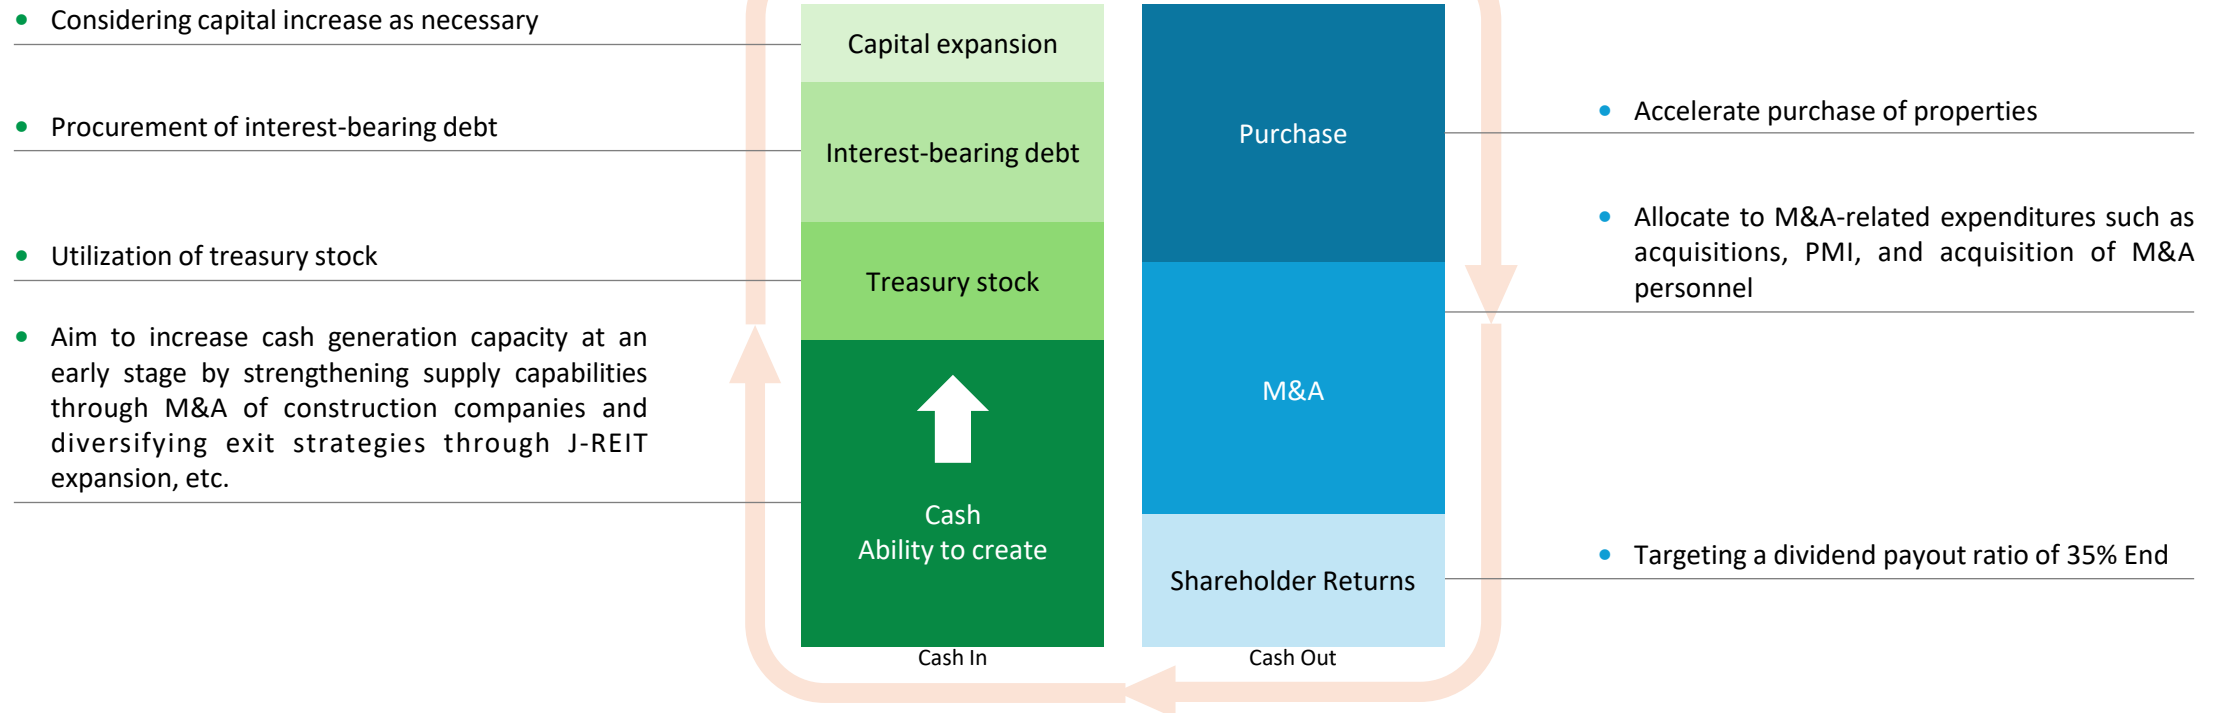 • Considering capital increase as necessary
• Procurement of interest-bearing debt
• Utilization of treasury stock
• Aim to increase cash generation capacity at an
early stage by strengthening supply capabilities
through M&A of construction companies and
diversifying exit strategies through J-REIT
expansion, etc.
Capital expansion
Interest-bearing debt
Treasury stock
Cash
Ability to create
Cash In
Purchase
M&A
Shareholder Returns
Cash Out
• Accelerate purchase of properties
• Allocate to M&A-related expenditures such as
acquisitions, PMI, and acquisition of M&A
personnel
• Targeting a dividend payout ratio of 35% End